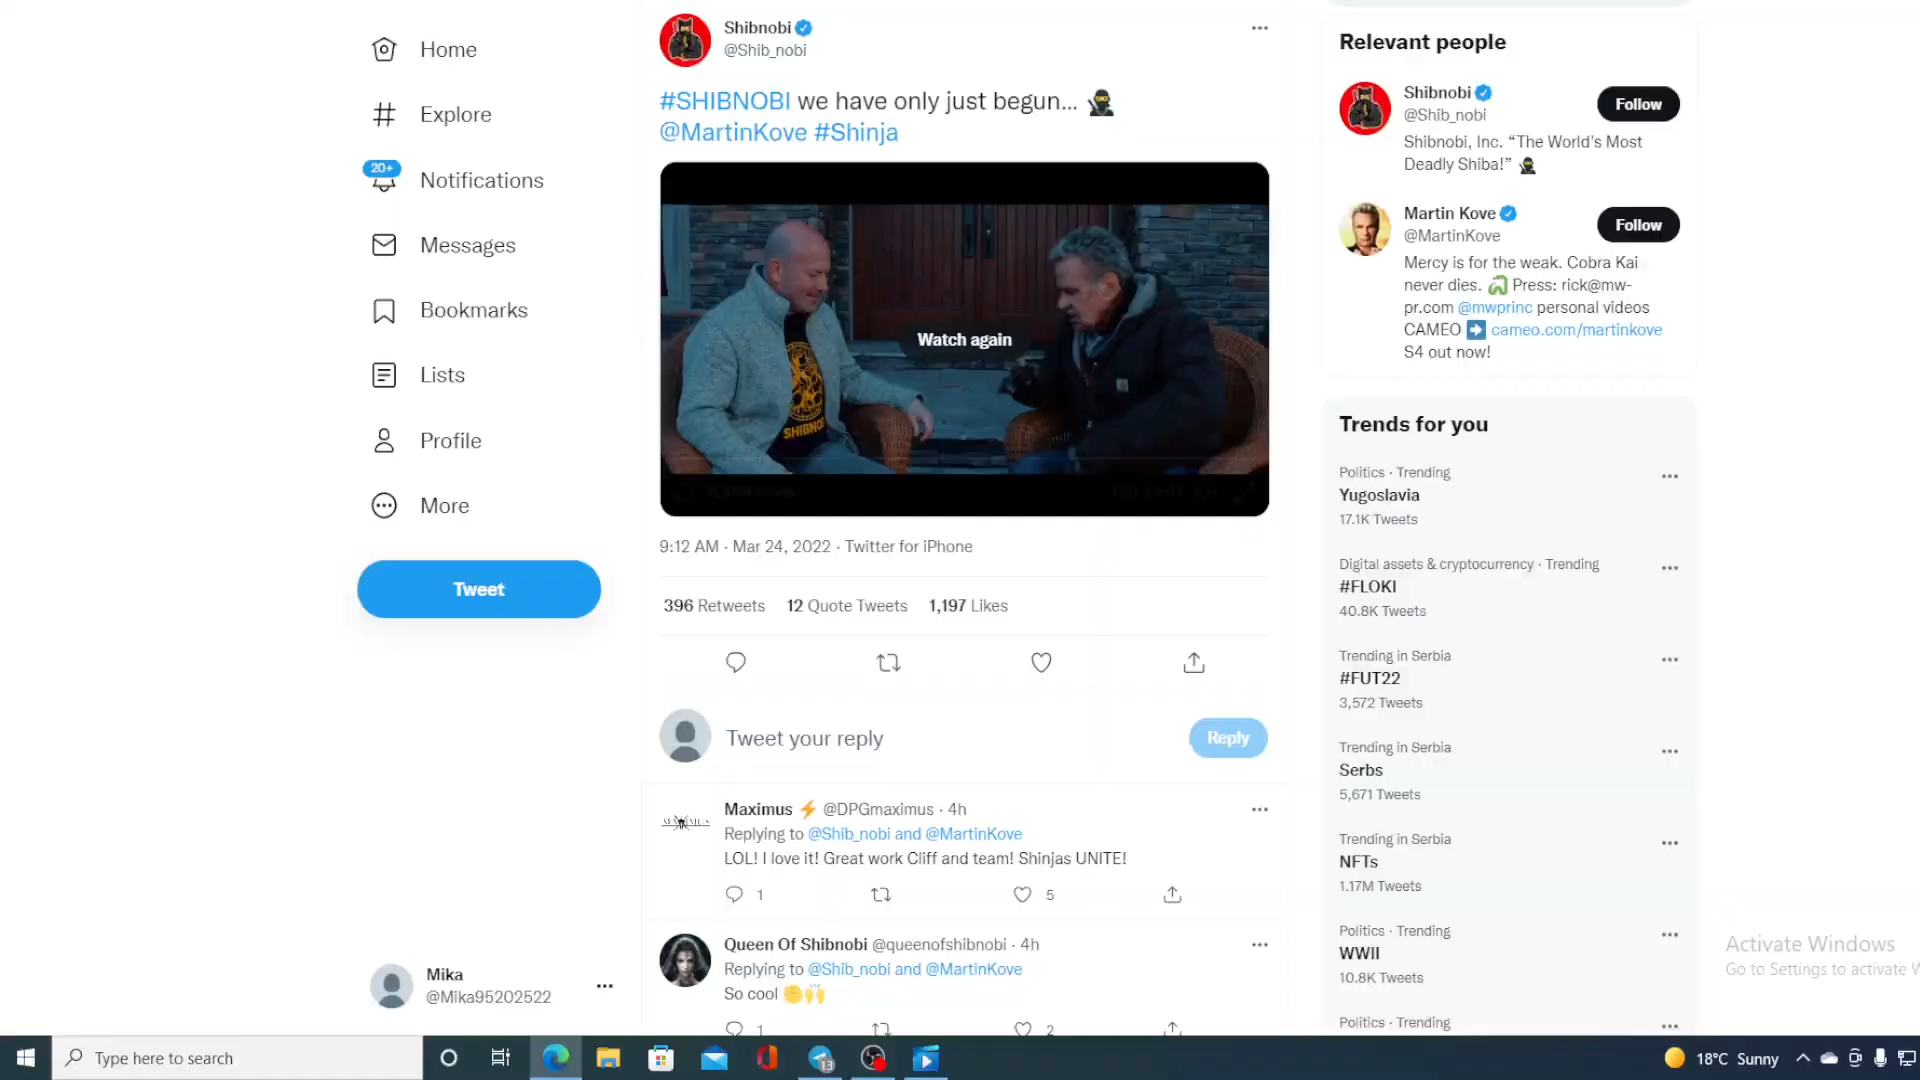 Home
Explore
20+
Notifications
Messages
Bookmarks
Lists
Profile
More
Tweet
Mika
@Mika95202522
Shibnobi
@Shib_nobi
#SHIBNOBI we have only just begun... 🥷
@MartinKove #Shinja
SHIBNOBI
Watch again
9:12 AM · Mar 24, 2022 · Twitter for iPhone
396 Retweets 12 Quote Tweets 1,197 Likes
Tweet your reply
Reply
Maximus ⚡ @DPGmaximus · 4h
Replying to @Shib_nobi and @MartinKove
LOL! I love it! Great work Cliff and team! Shinjas UNITE!
1 5
Queen Of Shibnobi @queenofshibnobi · 4h
Replying to @Shib_nobi and @MartinKove
So cool ✊🙌
1 2
Relevant people
Shibnobi
@Shib_nobi
Follow
Shibnobi, Inc. “The World's Most
Deadly Shiba!” 🥷
Martin Kove
@MartinKove
Follow
Mercy is for the weak. Cobra Kai
never dies. 🐍 Press: rick@mw-
pr.com @mwprinc personal videos
CAMEO ➡️ cameo.com/martinkove
S4 out now!
Trends for you
Politics · Trending
Yugoslavia
17.1K Tweets
Digital assets & cryptocurrency · Trending
#FLOKI
40.8K Tweets
Trending in Serbia
#FUT22
3,572 Tweets
Trending in Serbia
Serbs
5,671 Tweets
Trending in Serbia
NFTs
1.17M Tweets
Politics · Trending
WWII
10.8K Tweets
Politics · Trending
Activate Windows
Go to Settings to activate W
Type here to search
13
18°C Sunny